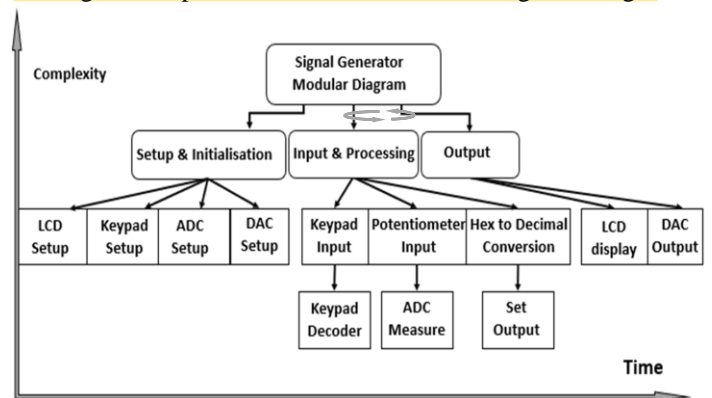 Complexity
Signal Generator
Modular Diagram
Setup & Initialisation
Input & Processing
Output
LCD
Setup
Keypad
Setup
ADC
Setup
DAC
Setup
Keypad
Input
Potentiometer
Input
Hex to Decimal
Conversion
LCD
display
DAC
Output
Keypad
Decoder
ADC
Measure
Set
Output
Time